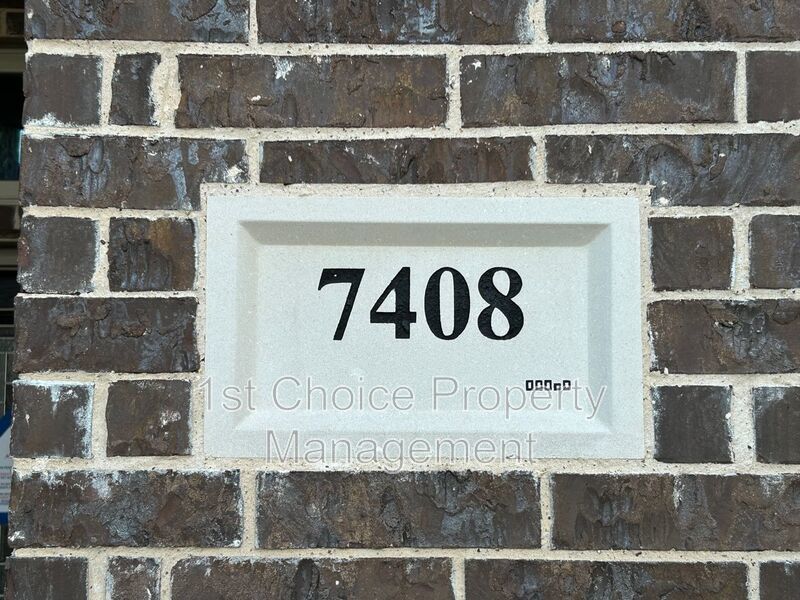 7408
1st Choice Property
Management